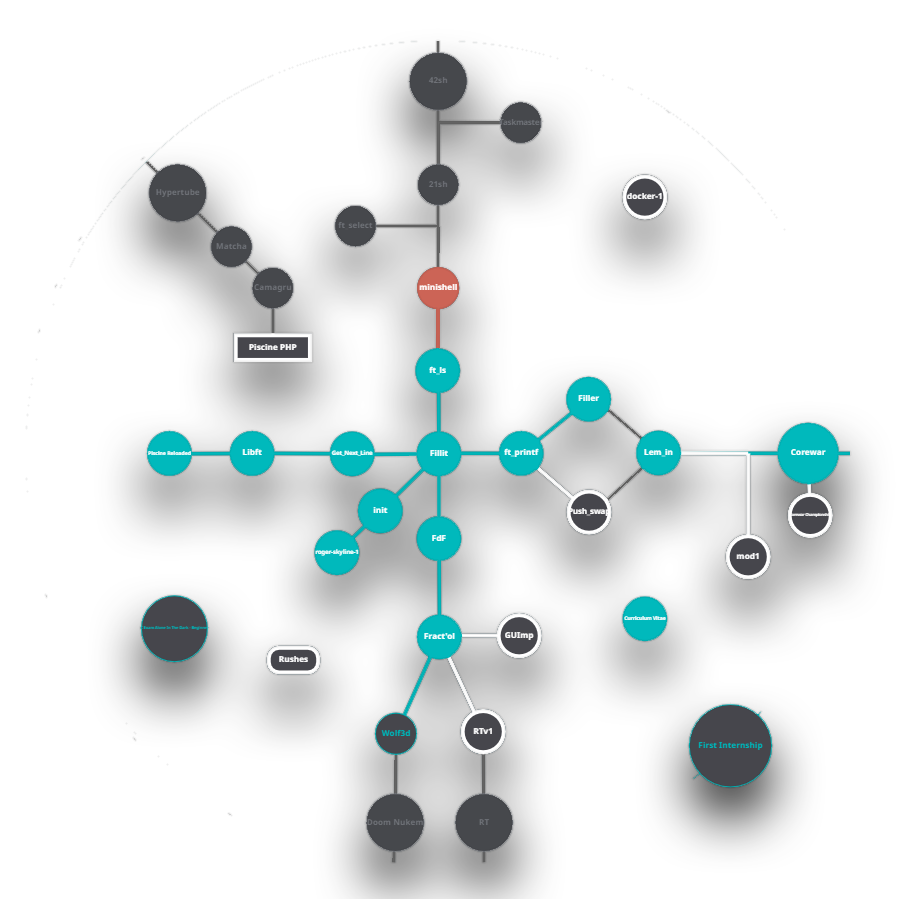 42sh
Taskmaster
21sh
Hypertube
docker-1
ft_select
Matcha
Camagru
minishell
Piscine PHP
ft_ls
Filler
Piscine Reloaded
Libft
Get_Next_Line
Fillit
ft_printf
Lem_in
Corewar
init
Push_swap
roger-skyline-1
FdF
mod1
Curriculum Vitae
Fract'ol
GUImp
Rushes
Wolf3d
RTv1
First Internship
Doom Nukem
RT